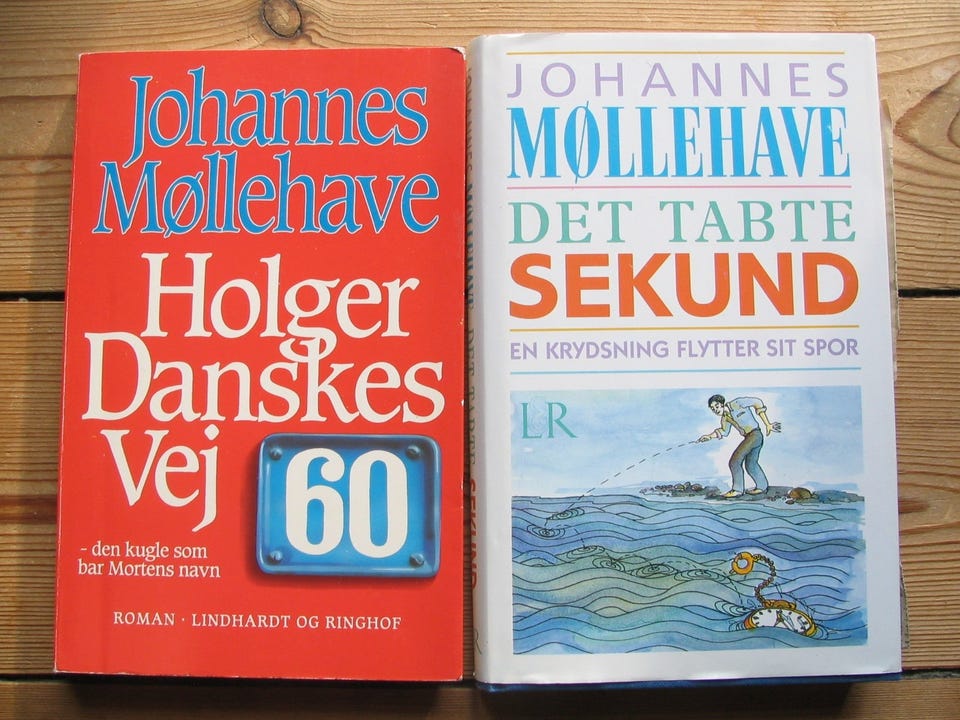 Johannes
Møllehave
Holger
Danskes
Vej
60
- den kugle som
bar Mortens navn
ROMAN · LINDHARDT OG RINGHOF
JOHANNES
MØLLEHAVE
DET TABTE
SEKUND
EN KRYDSNING FLYTTER SIT SPOR
LR